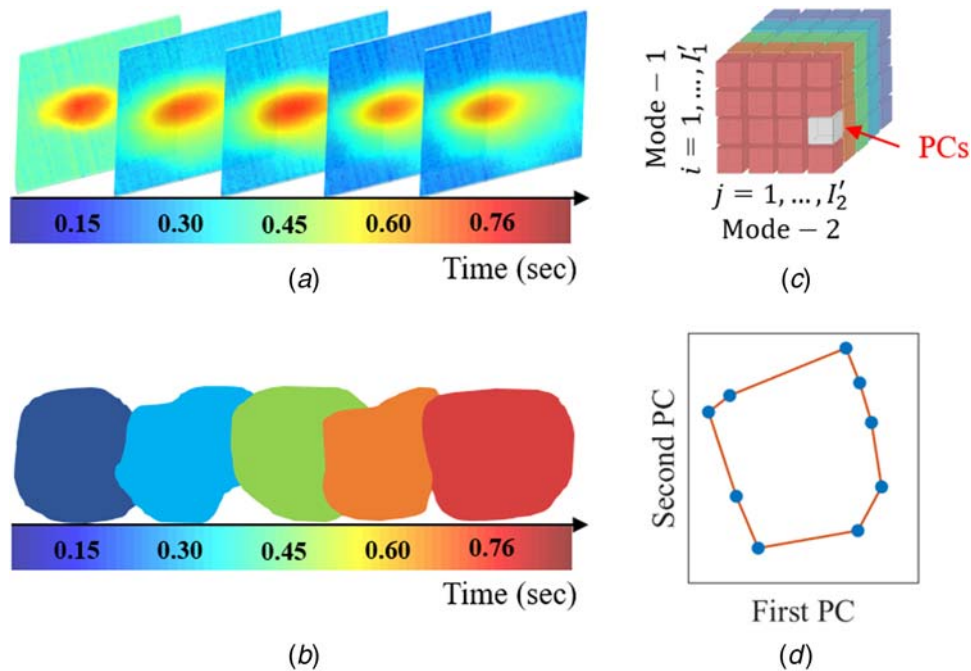 0.15 0.30 0.45 0.60 0.76
Time (sec)
(a)
Mode − 1
i = 1, ..., I′₁
PCs
j = 1, ..., I′₂
Mode − 2
(c)
0.15 0.30 0.45 0.60 0.76
Time (sec)
(b)
Second PC
First PC
(d)